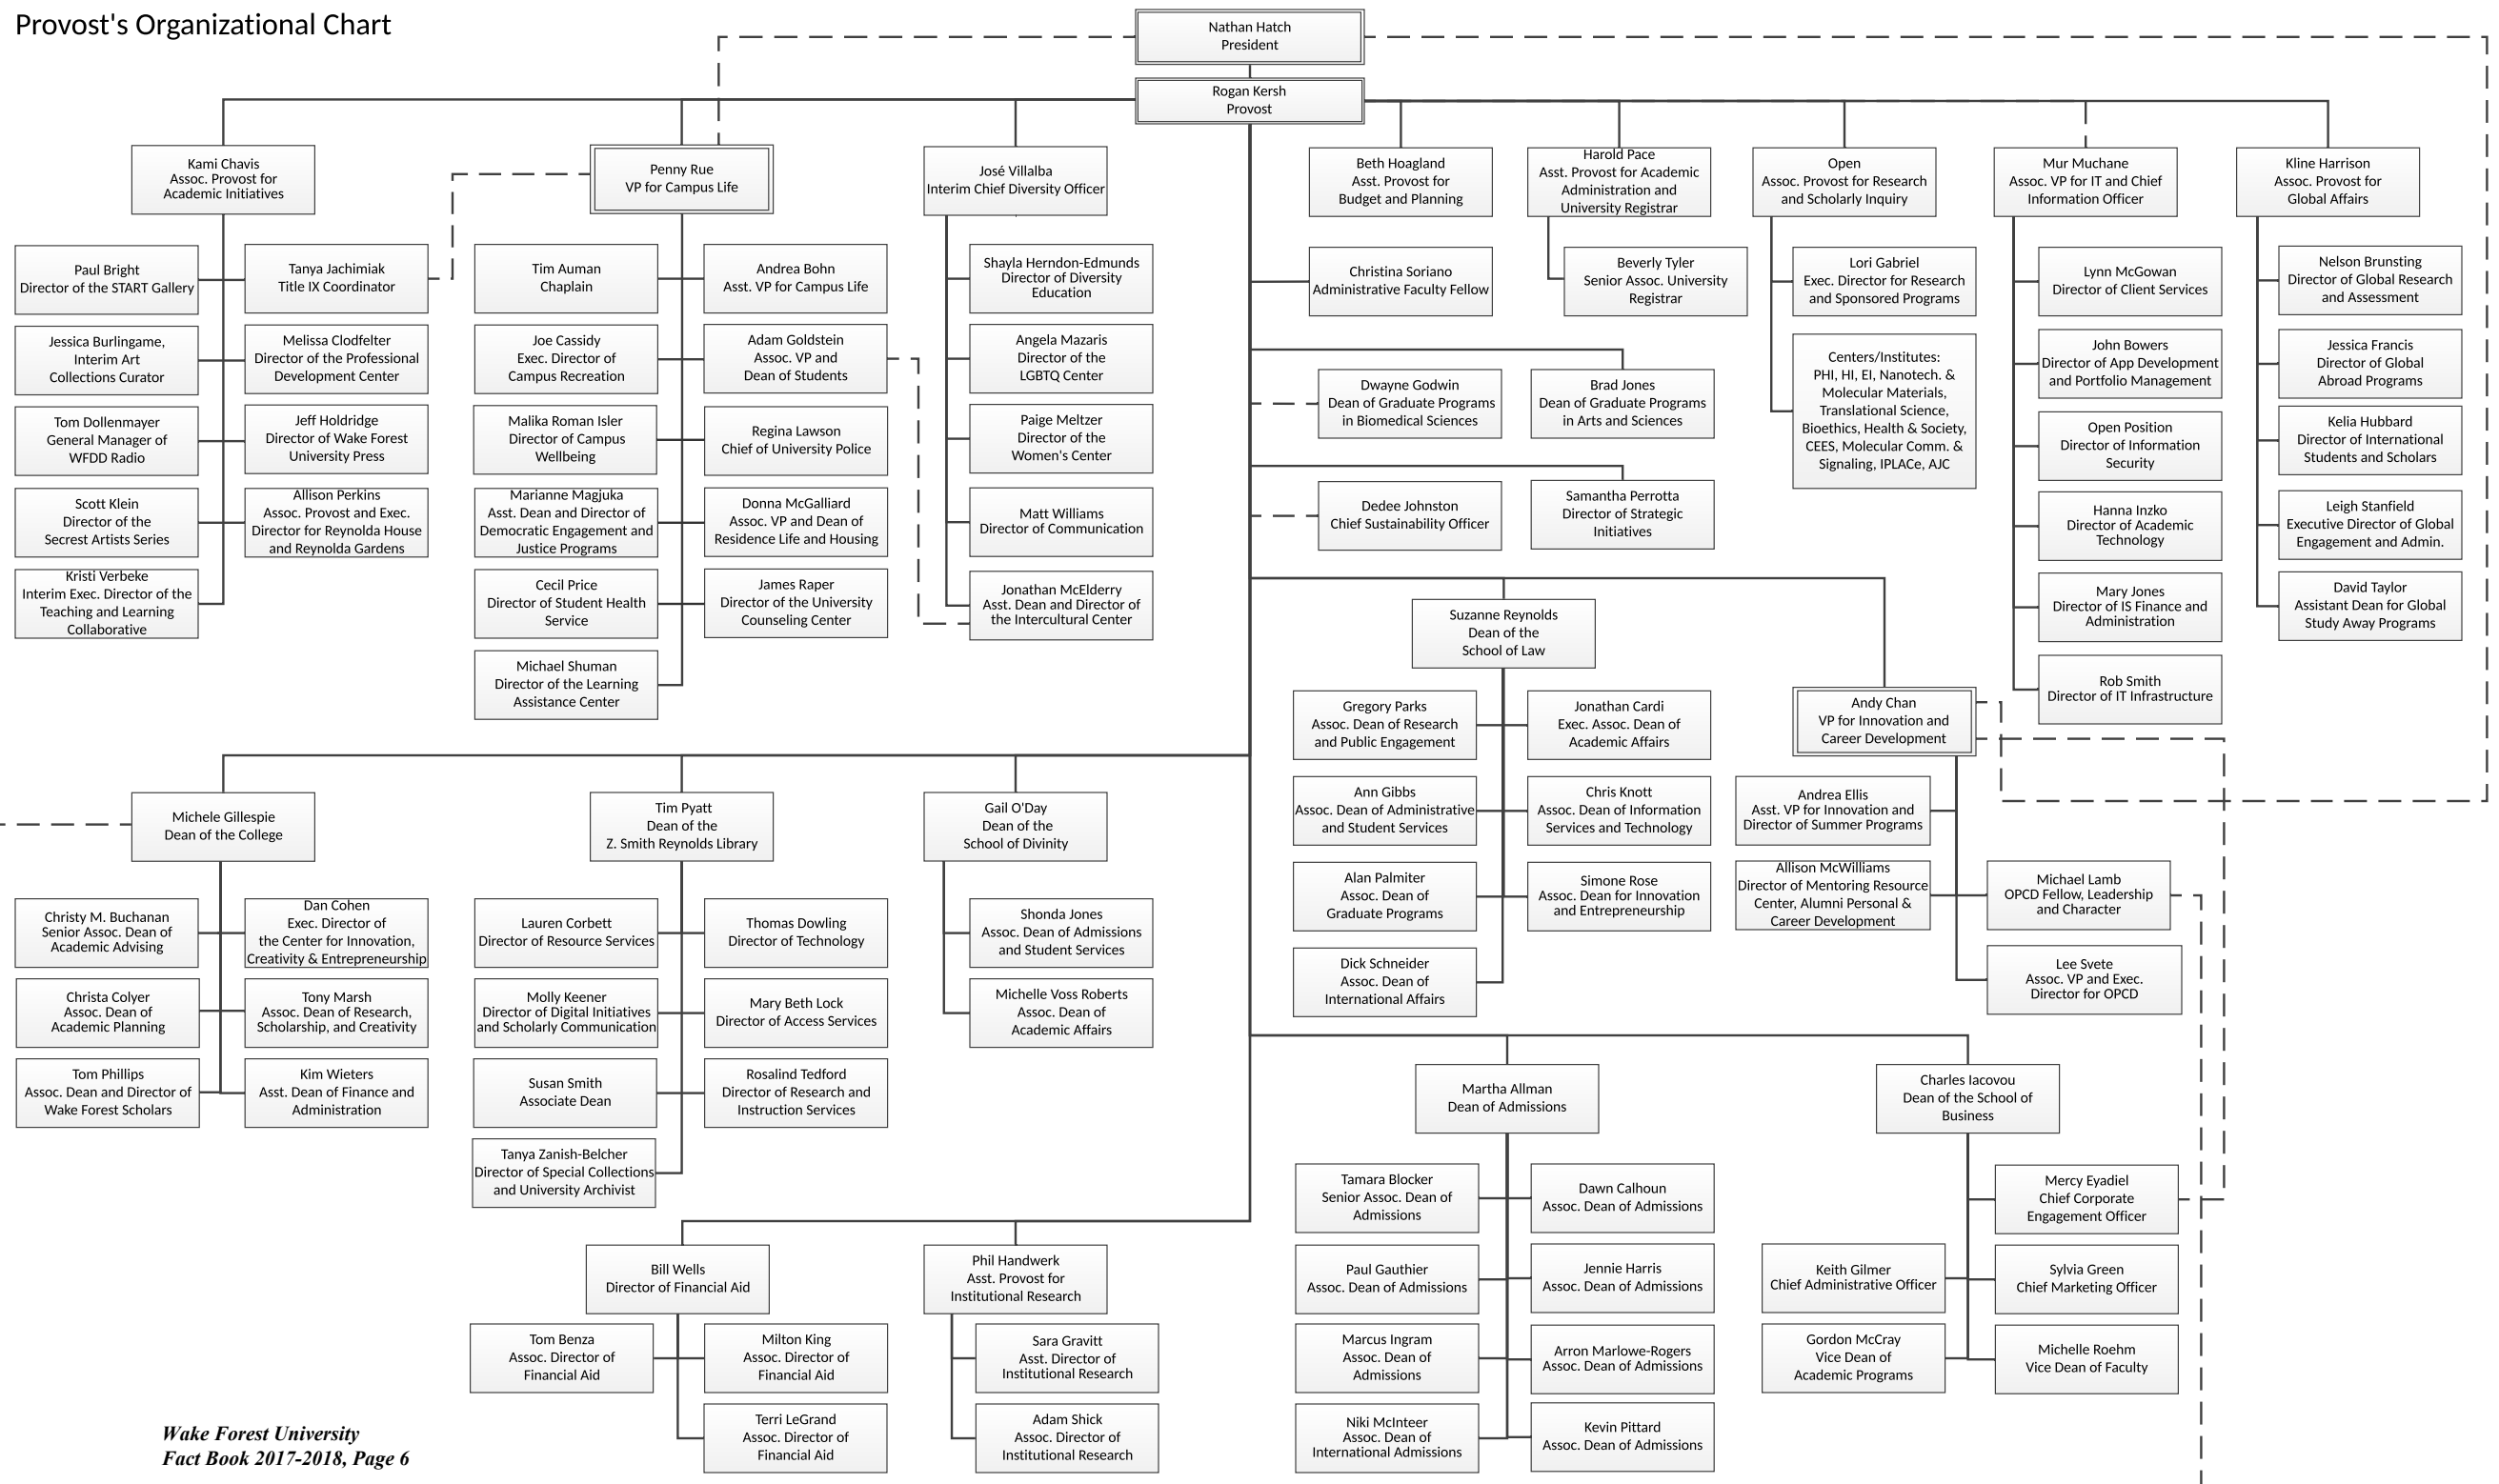 Provost's Organizational Chart
Nathan Hatch
President
Rogan Kersh
Provost
Kami Chavis
Assoc. Provost for
Academic Initiatives
Penny Rue
VP for Campus Life
José Villalba
Interim Chief Diversity Officer
Beth Hoagland
Asst. Provost for
Budget and Planning
Harold Pace
Asst. Provost for Academic
Administration and
University Registrar
Open
Assoc. Provost for Research
and Scholarly Inquiry
Mur Muchane
Assoc. VP for IT and Chief
Information Officer
Kline Harrison
Assoc. Provost for
Global Affairs
Paul Bright
Director of the START Gallery
Tanya Jachimiak
Title IX Coordinator
Jessica Burlingame,
Interim Art
Collections Curator
Melissa Clodfelter
Director of the Professional
Development Center
Tom Dollenmayer
General Manager of
WFDD Radio
Jeff Holdridge
Director of Wake Forest
University Press
Scott Klein
Director of the
Secrest Artists Series
Allison Perkins
Assoc. Provost and Exec.
Director for Reynolda House
and Reynolda Gardens
Kristi Verbeke
Interim Exec. Director of the
Teaching and Learning
Collaborative
Tim Auman
Chaplain
Andrea Bohn
Asst. VP for Campus Life
Joe Cassidy
Exec. Director of
Campus Recreation
Adam Goldstein
Assoc. VP and
Dean of Students
Malika Roman Isler
Director of Campus
Wellbeing
Regina Lawson
Chief of University Police
Marianne Magjuka
Asst. Dean and Director of
Democratic Engagement and
Justice Programs
Donna McGalliard
Assoc. VP and Dean of
Residence Life and Housing
Cecil Price
Director of Student Health
Service
James Raper
Director of the University
Counseling Center
Michael Shuman
Director of the Learning
Assistance Center
Shayla Herndon-Edmunds
Director of Diversity
Education
Angela Mazaris
Director of the
LGBTQ Center
Paige Meltzer
Director of the
Women's Center
Matt Williams
Director of Communication
Jonathan McElderry
Asst. Dean and Director of
the Intercultural Center
Christina Soriano
Administrative Faculty Fellow
Beverly Tyler
Senior Assoc. University
Registrar
Dwayne Godwin
Dean of Graduate Programs
in Biomedical Sciences
Brad Jones
Dean of Graduate Programs
in Arts and Sciences
Dedee Johnston
Chief Sustainability Officer
Samantha Perrotta
Director of Strategic
Initiatives
Lori Gabriel
Exec. Director for Research
and Sponsored Programs
Centers/Institutes:
PHI, HI, EI, Nanotech. &
Molecular Materials,
Translational Science,
Bioethics, Health & Society,
CEES, Molecular Comm. &
Signaling, IPLACe, AJC
Lynn McGowan
Director of Client Services
John Bowers
Director of App Development
and Portfolio Management
Open Position
Director of Information
Security
Hanna Inzko
Director of Academic
Technology
Mary Jones
Director of IS Finance and
Administration
Rob Smith
Director of IT Infrastructure
Nelson Brunsting
Director of Global Research
and Assessment
Jessica Francis
Director of Global
Abroad Programs
Kelia Hubbard
Director of International
Students and Scholars
Leigh Stanfield
Executive Director of Global
Engagement and Admin.
David Taylor
Assistant Dean for Global
Study Away Programs
Suzanne Reynolds
Dean of the
School of Law
Gregory Parks
Assoc. Dean of Research
and Public Engagement
Jonathan Cardi
Exec. Assoc. Dean of
Academic Affairs
Ann Gibbs
Assoc. Dean of Administrative
and Student Services
Chris Knott
Assoc. Dean of Information
Services and Technology
Alan Palmiter
Assoc. Dean of
Graduate Programs
Simone Rose
Assoc. Dean for Innovation
and Entrepreneurship
Dick Schneider
Assoc. Dean of
International Affairs
Andy Chan
VP for Innovation and
Career Development
Andrea Ellis
Asst. VP for Innovation and
Director of Summer Programs
Allison McWilliams
Director of Mentoring Resource
Center, Alumni Personal &
Career Development
Michael Lamb
OPCD Fellow, Leadership
and Character
Lee Svete
Assoc. VP and Exec.
Director for OPCD
Michele Gillespie
Dean of the College
Tim Pyatt
Dean of the
Z. Smith Reynolds Library
Gail O'Day
Dean of the
School of Divinity
Christy M. Buchanan
Senior Assoc. Dean of
Academic Advising
Dan Cohen
Exec. Director of
the Center for Innovation,
Creativity & Entrepreneurship
Christa Colyer
Assoc. Dean of
Academic Planning
Tony Marsh
Assoc. Dean of Research,
Scholarship, and Creativity
Tom Phillips
Assoc. Dean and Director of
Wake Forest Scholars
Kim Wieters
Asst. Dean of Finance and
Administration
Lauren Corbett
Director of Resource Services
Thomas Dowling
Director of Technology
Molly Keener
Director of Digital Initiatives
and Scholarly Communication
Mary Beth Lock
Director of Access Services
Susan Smith
Associate Dean
Rosalind Tedford
Director of Research and
Instruction Services
Tanya Zanish-Belcher
Director of Special Collections
and University Archivist
Shonda Jones
Assoc. Dean of Admissions
and Student Services
Michelle Voss Roberts
Assoc. Dean of
Academic Affairs
Martha Allman
Dean of Admissions
Charles Iacovou
Dean of the School of
Business
Tamara Blocker
Senior Assoc. Dean of
Admissions
Dawn Calhoun
Assoc. Dean of Admissions
Paul Gauthier
Assoc. Dean of Admissions
Jennie Harris
Assoc. Dean of Admissions
Marcus Ingram
Assoc. Dean of
Admissions
Arron Marlowe-Rogers
Assoc. Dean of Admissions
Niki McInteer
Assoc. Dean of
International Admissions
Kevin Pittard
Assoc. Dean of Admissions
Mercy Eyadiel
Chief Corporate
Engagement Officer
Keith Gilmer
Chief Administrative Officer
Sylvia Green
Chief Marketing Officer
Gordon McCray
Vice Dean of
Academic Programs
Michelle Roehm
Vice Dean of Faculty
Bill Wells
Director of Financial Aid
Phil Handwerk
Asst. Provost for
Institutional Research
Tom Benza
Assoc. Director of
Financial Aid
Milton King
Assoc. Director of
Financial Aid
Terri LeGrand
Assoc. Director of
Financial Aid
Sara Gravitt
Asst. Director of
Institutional Research
Adam Shick
Assoc. Director of
Institutional Research
Wake Forest University
Fact Book 2017-2018, Page 6